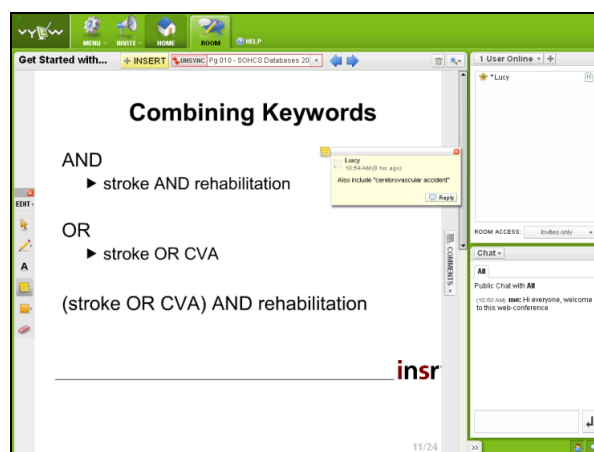 VYEW
MENU
INVITE
HOME
ROOM
HELP
Get Started with...
INSERT
UNSYNC
Pg 010 - SOHCS Databases 20
1 User Online
*Lucy
Combining Keywords
Lucy
10:54 AM (8 hrs ago)
Also include "cerebrovascular accident"
Reply
AND
► stroke AND rehabilitation
OR
► stroke OR CVA
(stroke OR CVA) AND rehabilitation
insr
11/24
EDIT
A
COMMENTS
ROOM ACCESS:
Invites only
Chat
All
Public Chat with All
(10:50 AM) me: Hi everyone, welcome
to this web-conference